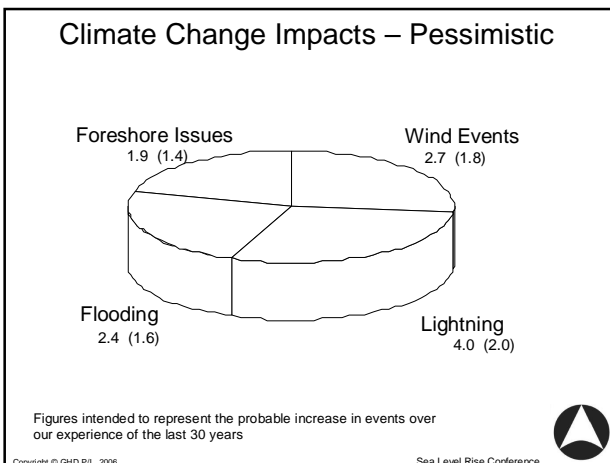 Climate Change Impacts – Pessimistic
Foreshore Issues
1.9 (1.4)
Wind Events
2.7 (1.8)
Flooding
2.4 (1.6)
Lightning
4.0 (2.0)
Figures intended to represent the probable increase in events over
our experience of the last 30 years
Copyright © GHD P/L 2006
Sea Level Rise Conference